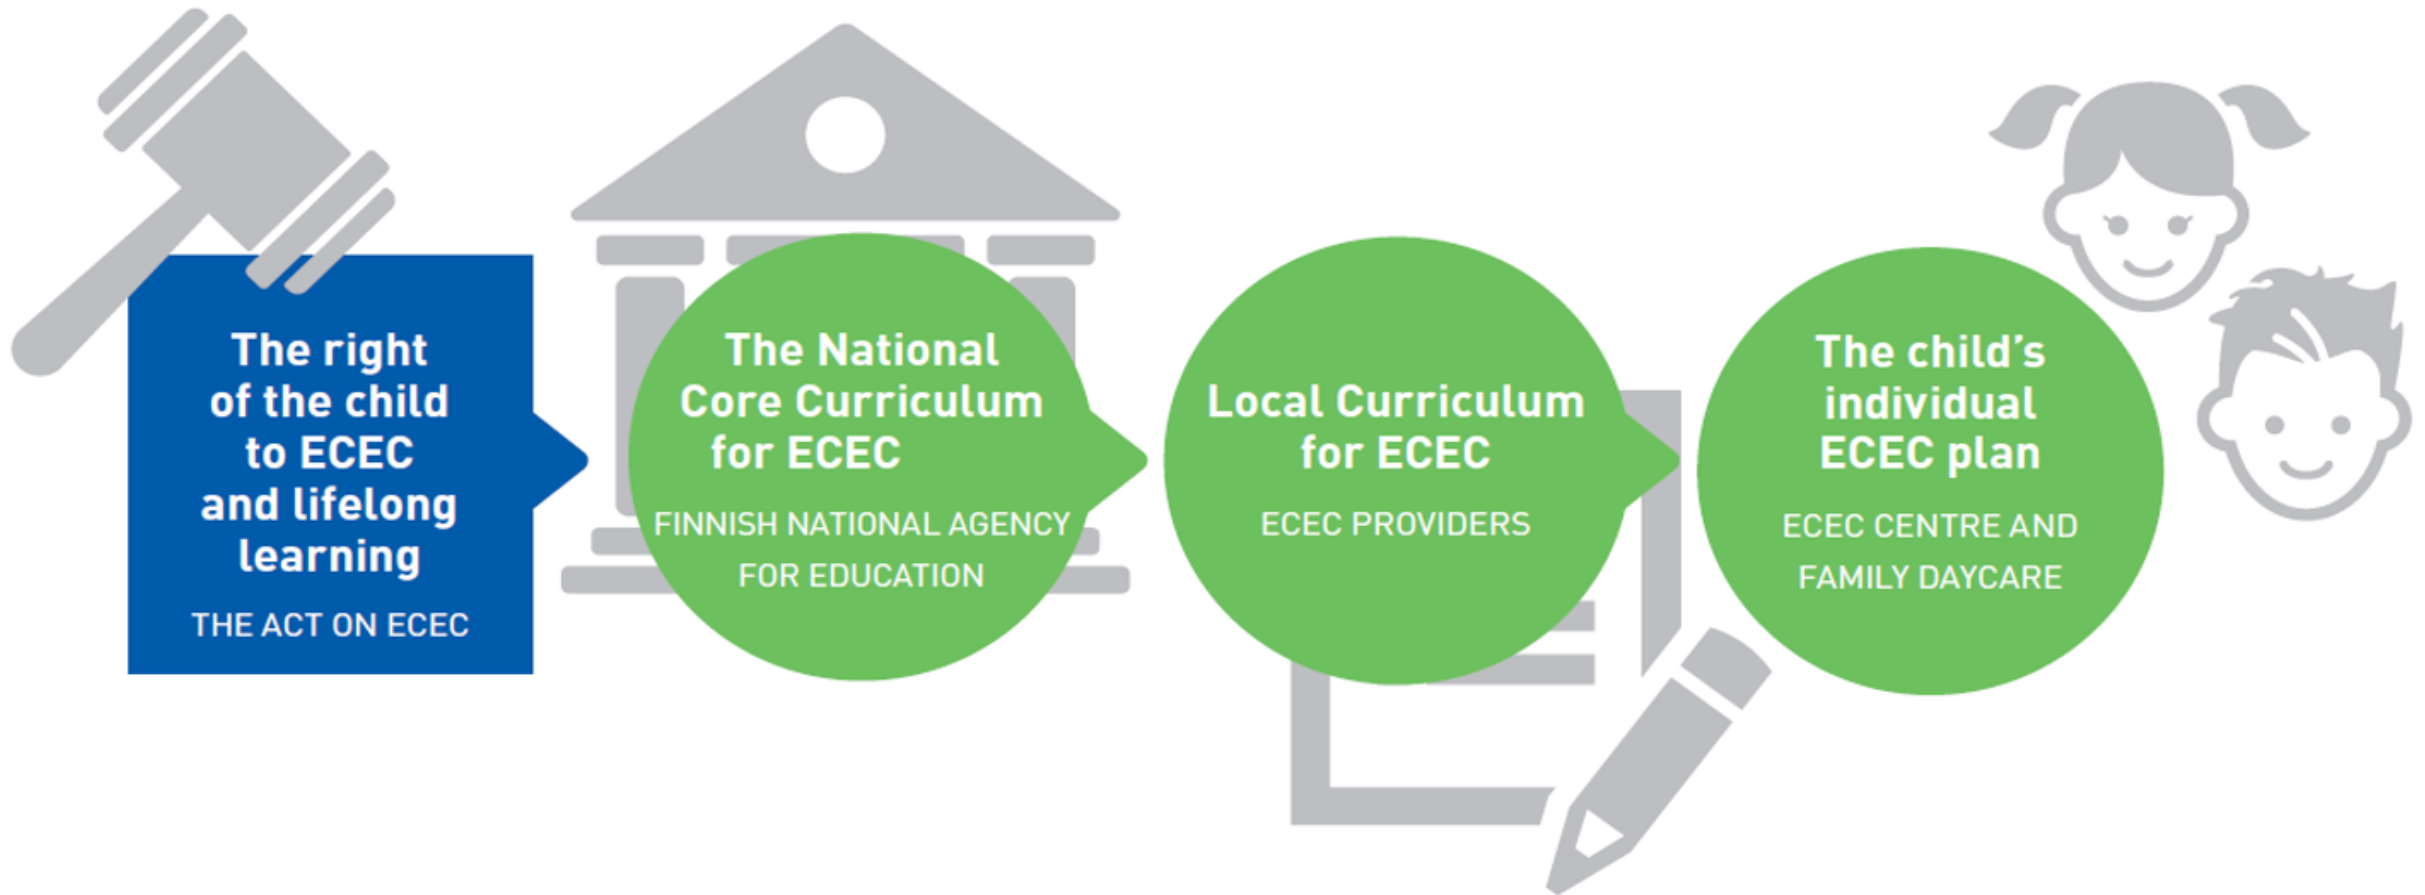 The right
of the child
to ECEC
and lifelong
learning
THE ACT ON ECEC
The National
Core Curriculum
for ECEC
FINNISH NATIONAL AGENCY
FOR EDUCATION
Local Curriculum
for ECEC
ECEC PROVIDERS
The child’s
individual
ECEC plan
ECEC CENTRE AND
FAMILY DAYCARE